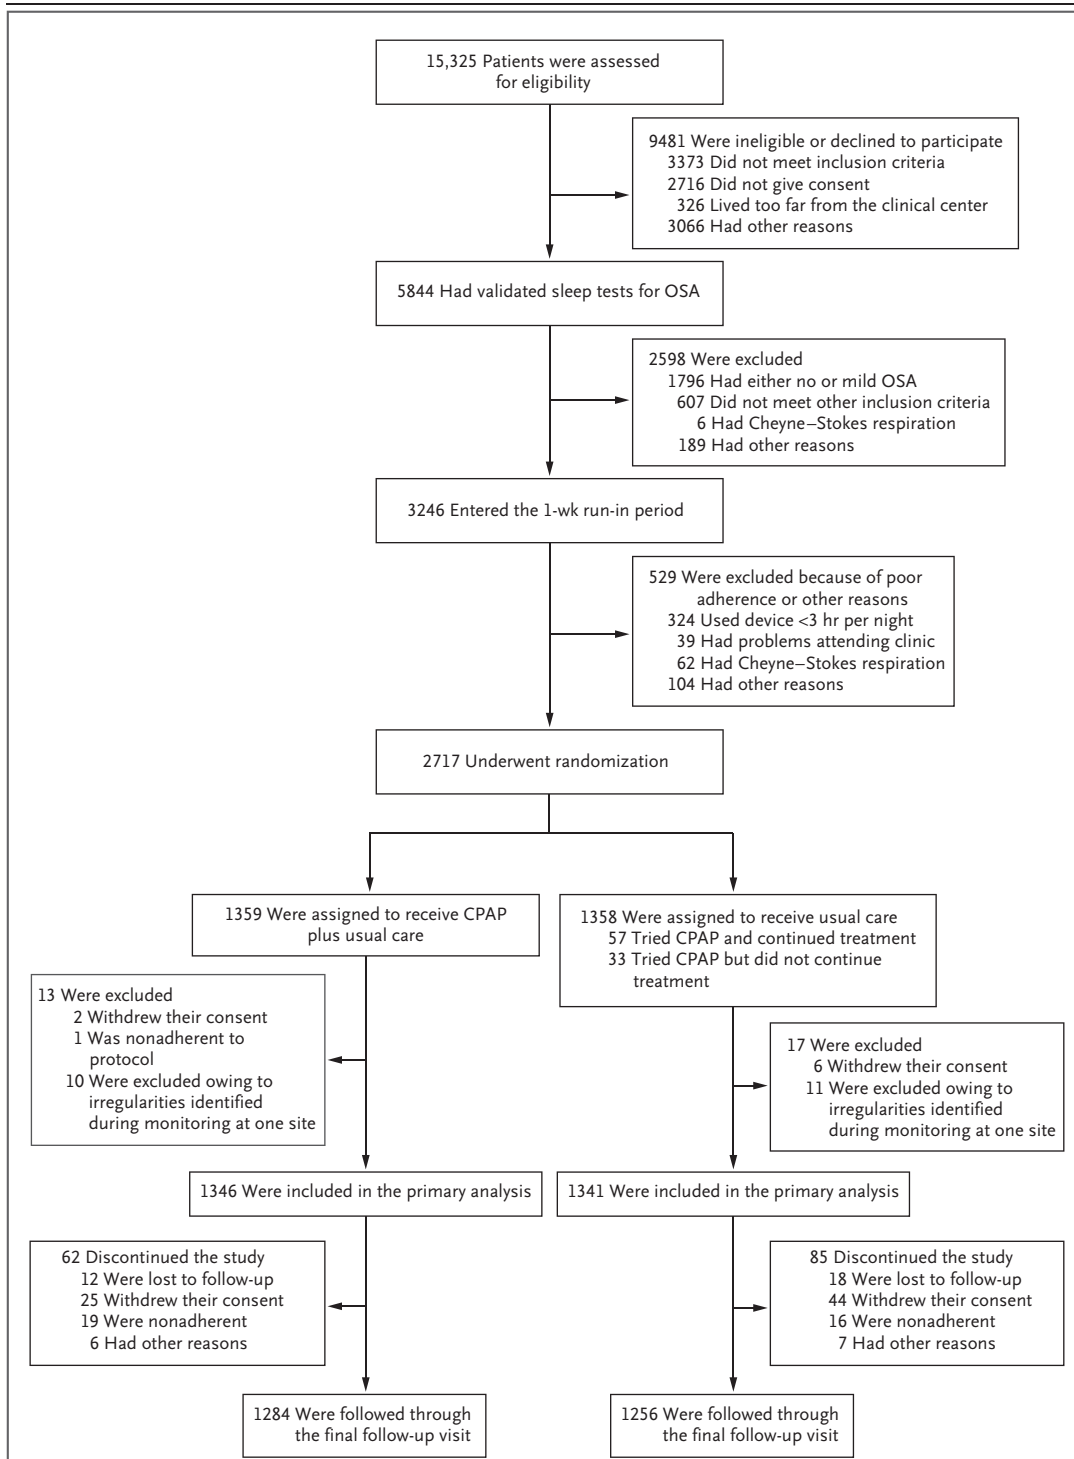 15,325 Patients were assessed
for eligibility
9481 Were ineligible or declined to participate
3373 Did not meet inclusion criteria
2716 Did not give consent
326 Lived too far from the clinical center
3066 Had other reasons
5844 Had validated sleep tests for OSA
2598 Were excluded
1796 Had either no or mild OSA
607 Did not meet other inclusion criteria
6 Had Cheyne–Stokes respiration
189 Had other reasons
3246 Entered the 1-wk run-in period
529 Were excluded because of poor
adherence or other reasons
324 Used device <3 hr per night
39 Had problems attending clinic
62 Had Cheyne–Stokes respiration
104 Had other reasons
2717 Underwent randomization
1359 Were assigned to receive CPAP
plus usual care
1358 Were assigned to receive usual care
57 Tried CPAP and continued treatment
33 Tried CPAP but did not continue
treatment
13 Were excluded
2 Withdrew their consent
1 Was nonadherent to
protocol
10 Were excluded owing to
irregularities identified
during monitoring at one site
17 Were excluded
6 Withdrew their consent
11 Were excluded owing to
irregularities identified
during monitoring at one site
1346 Were included in the primary analysis
1341 Were included in the primary analysis
62 Discontinued the study
12 Were lost to follow-up
25 Withdrew their consent
19 Were nonadherent
6 Had other reasons
85 Discontinued the study
18 Were lost to follow-up
44 Withdrew their consent
16 Were nonadherent
7 Had other reasons
1284 Were followed through
the final follow-up visit
1256 Were followed through
the final follow-up visit